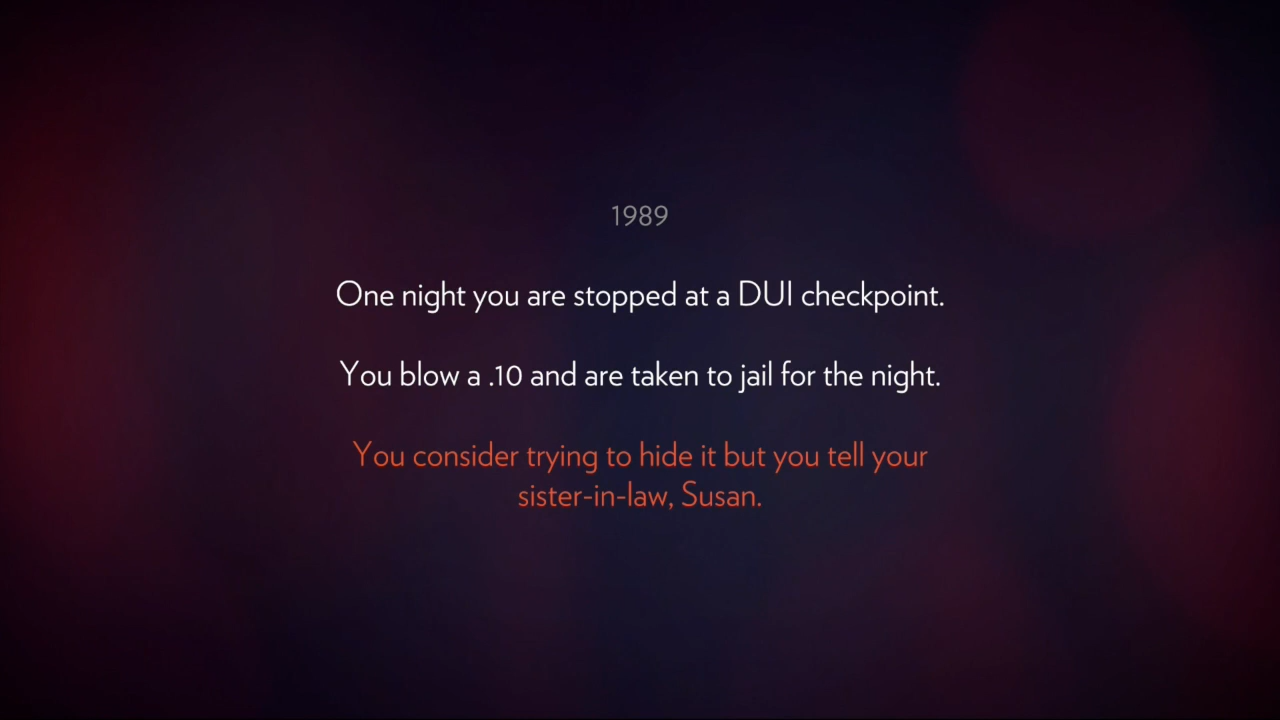 1989
One night you are stopped at a DUI checkpoint.
You blow a .10 and are taken to jail for the night.
You consider trying to hide it but you tell your
sister-in-law, Susan.